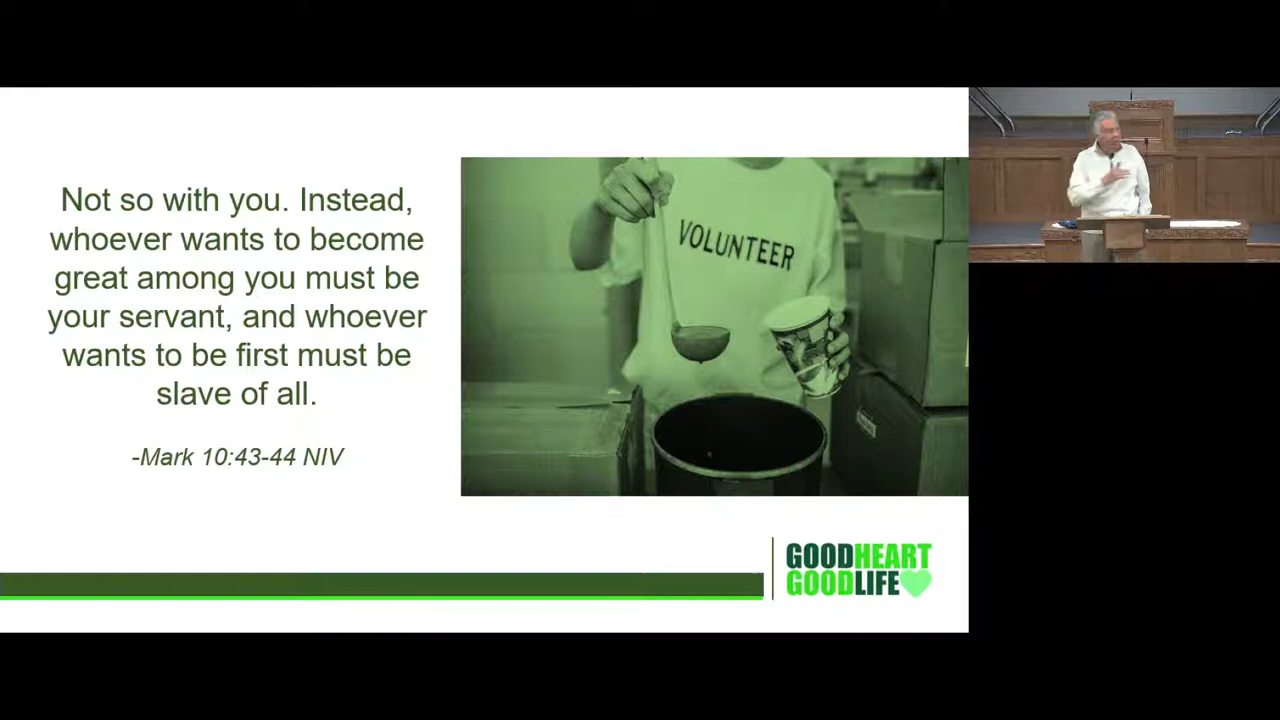 Not so with you. Instead,
whoever wants to become
great among you must be
your servant, and whoever
wants to be first must be
slave of all.
-Mark 10:43-44 NIV
VOLUNTEER
GOODHEART
GOODLIFE